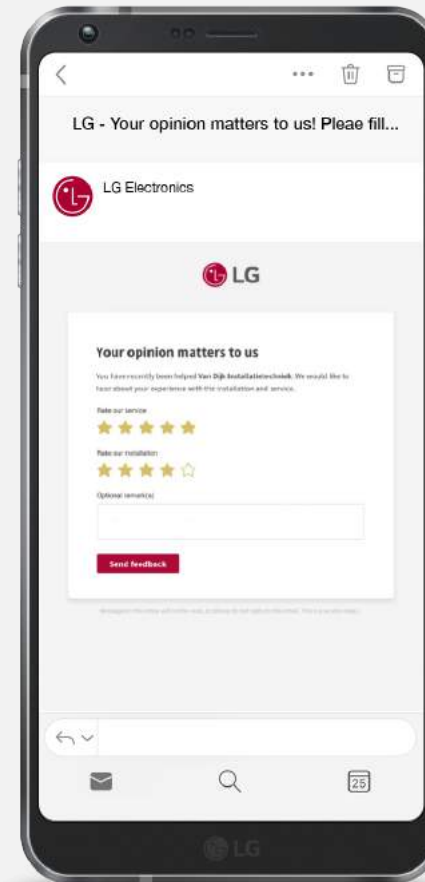 LG - Your opinion matters to us! Pleae fill...
LG Electronics
LG
Your opinion matters to us
You have recently been helped Van Dijk Installatietechniek. We would like to
hear about your experience with the installation and service.
Rate our service
Rate our installation
Optional remark(s)
Send feedback
25
LG